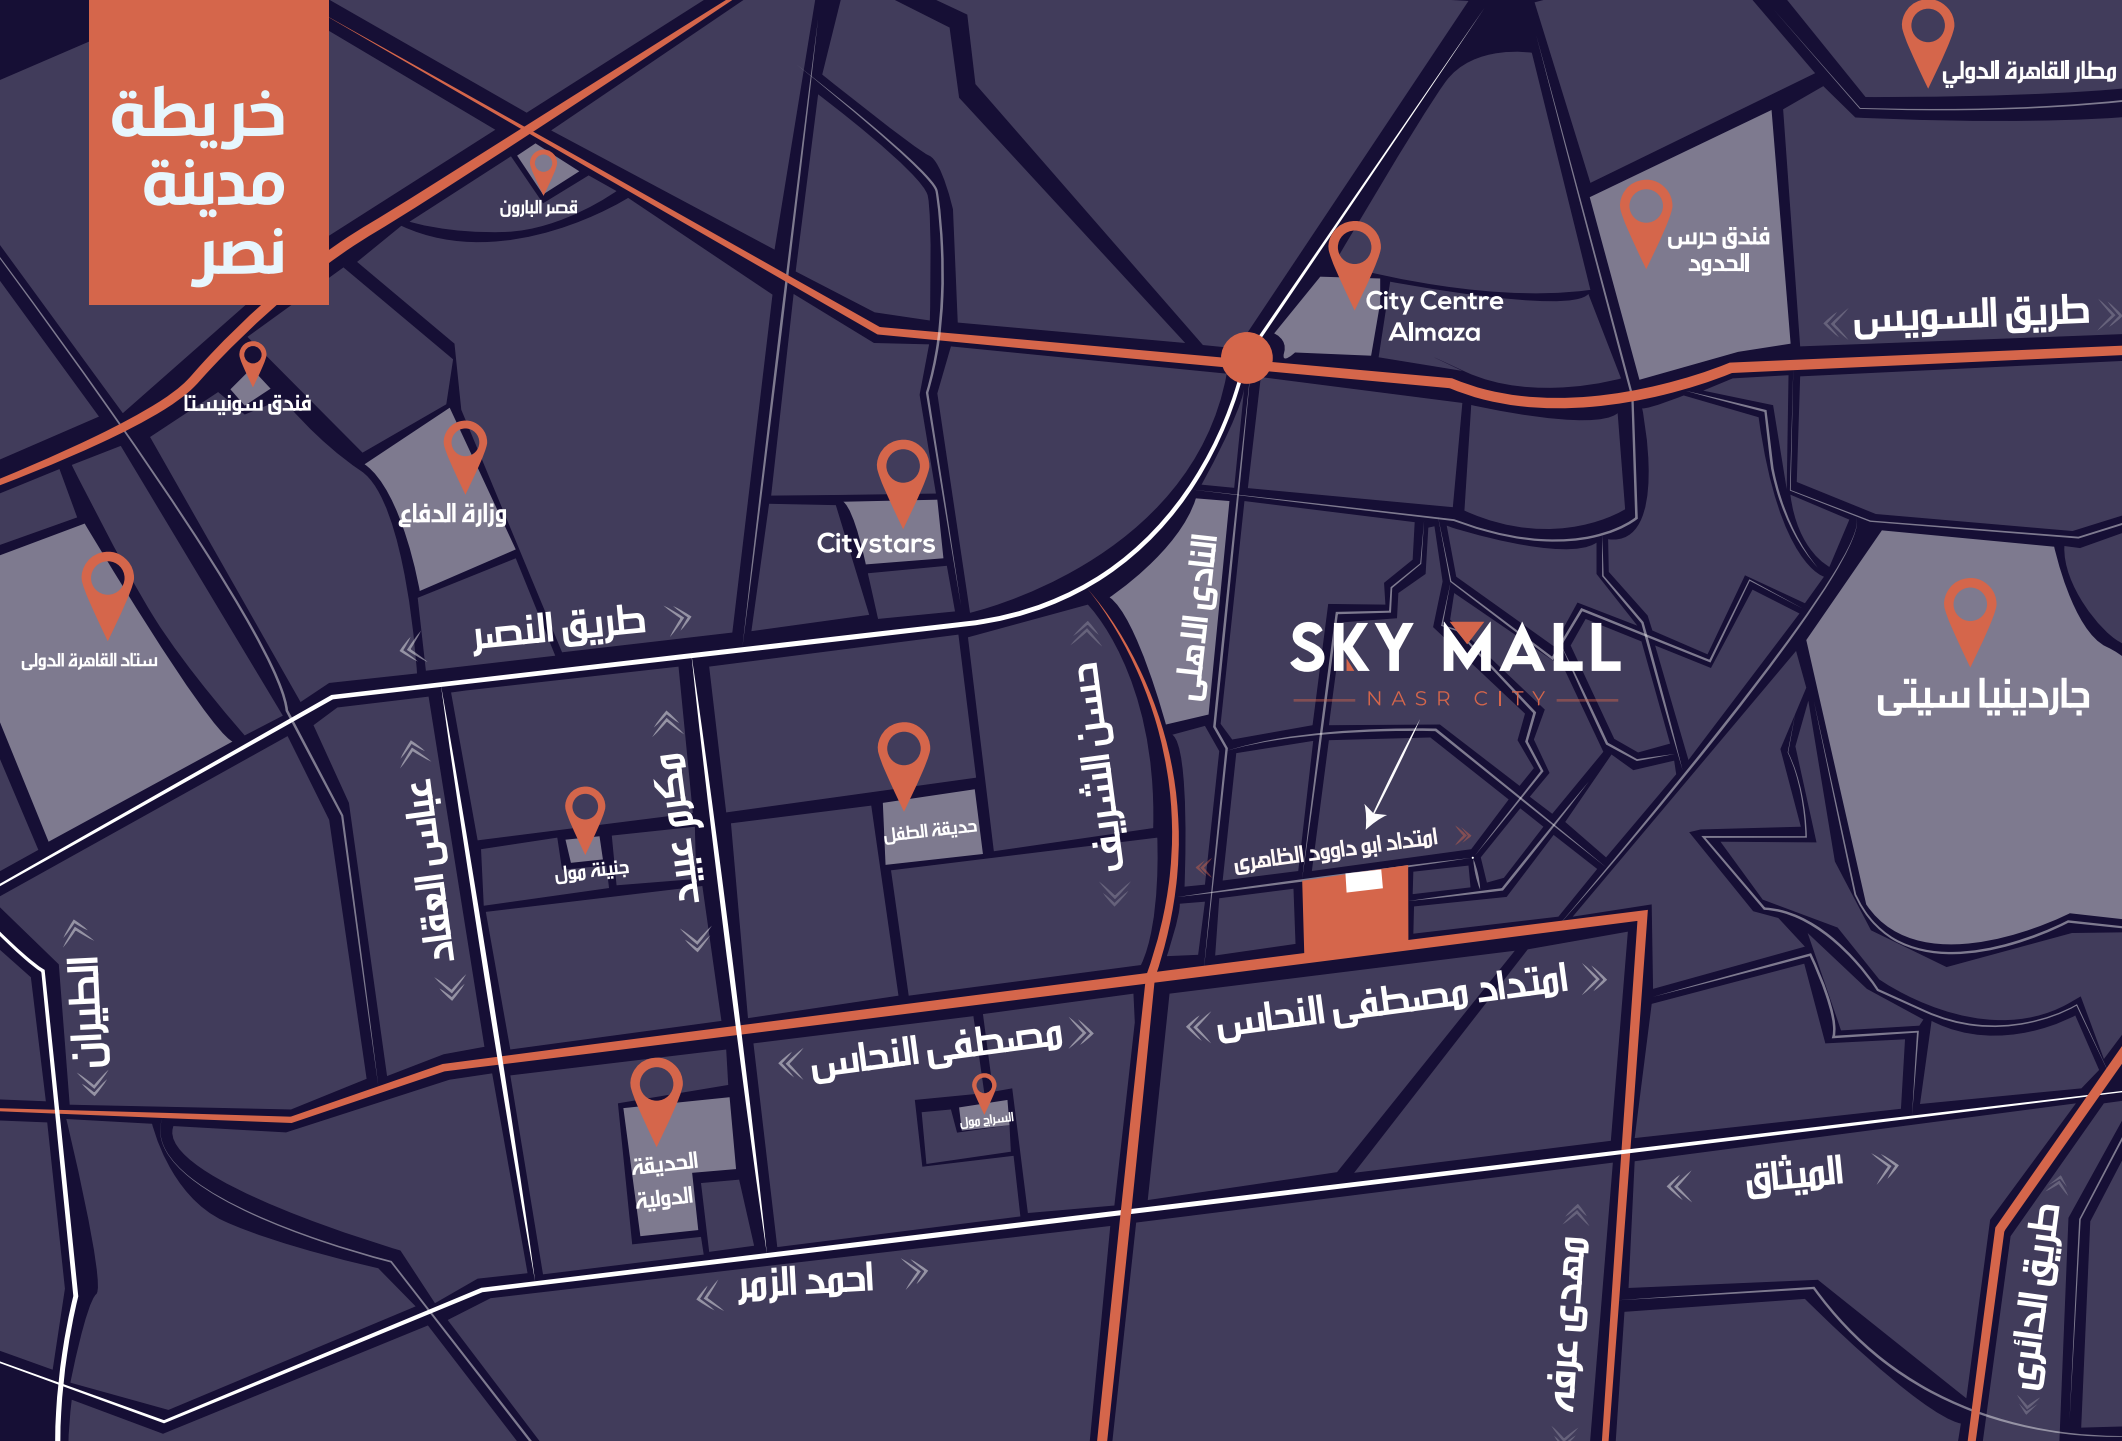 خريطة
مدينة
نصر
مطار القاهرة الدولي
قصر البارون
فندق حرس
الحدود
City Centre
Almaza
طريق السويس
فندق سونيستا
وزارة الدفاع
Citystars
النادى الاهلى
طريق النصر
ستاد القاهرة الدولى
SKY MALL
NASR CITY
جاردينيا سيتى
حسن الشريف
مكرم عبيد
عباس العقاد
حديقة الطفل
جنينة مول
امتداد ابو داوود الظاهرى
الطيران
امتداد مصطفى النحاس
مصطفى النحاس
السراج مول
الحديقة
الدولية
الميثاق
احمد الزمر
مهدى عرفه
طريق الدائرى